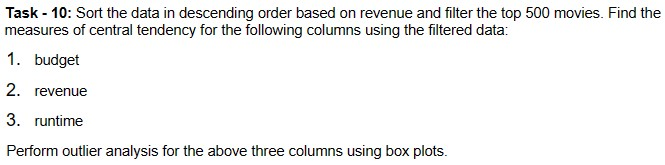 Task - 10: Sort the data in descending order based on revenue and filter the top 500 movies. Find the
measures of central tendency for the following columns using the filtered data:
1. budget
2. revenue
3. runtime
Perform outlier analysis for the above three columns using box plots.